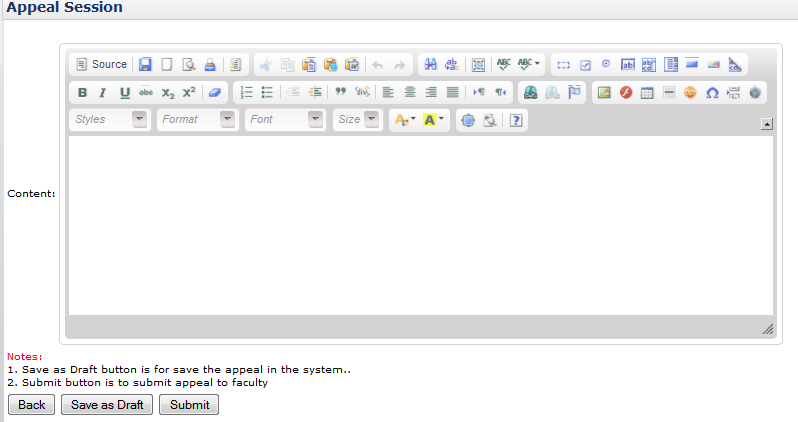 Appeal Session
Source
ABC ABC
B I U abc X2 X2
Styles Format Font Size A A ?
Content:
Notes:
1. Save as Draft button is for save the appeal in the system..
2. Submit button is to submit appeal to faculty
Back Save as Draft Submit